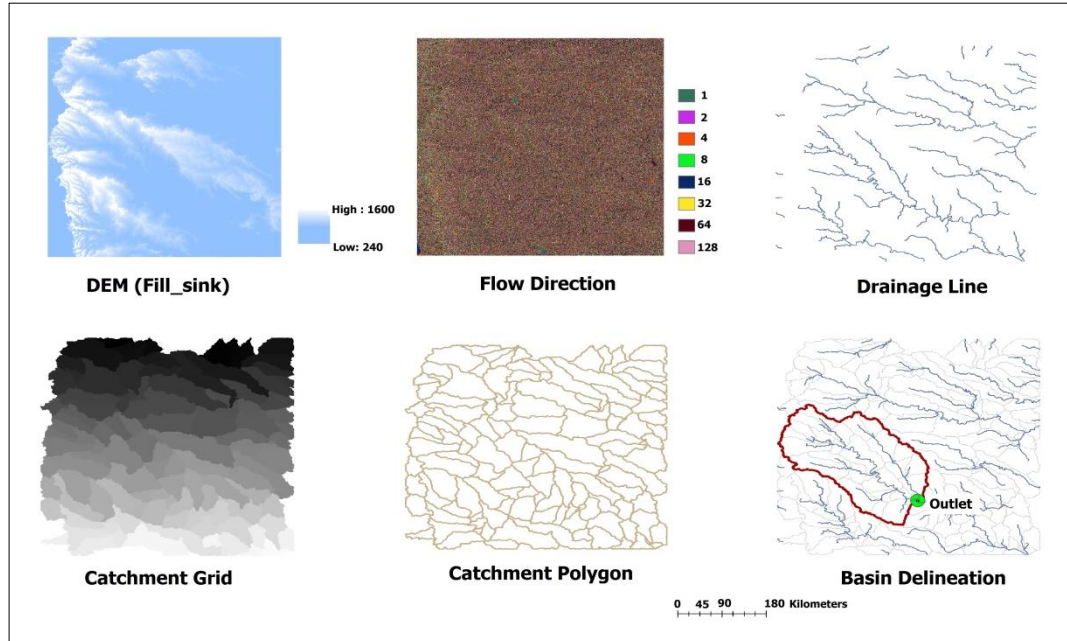 High : 1600
Low: 240
DEM (Fill_sink)
1
2
4
8
16
32
64
128
Flow Direction
Drainage Line
Catchment Grid
Catchment Polygon
Outlet
Basin Delineation
0 45 90 180 Kilometers